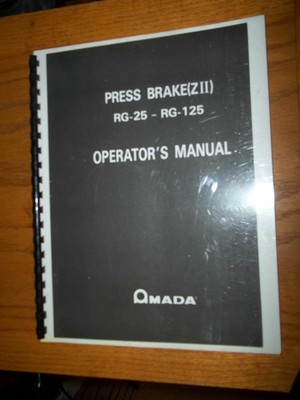 PRESS BRAKE(ZII)
RG-25 - RG-125
OPERATOR'S MANUAL
AMADA